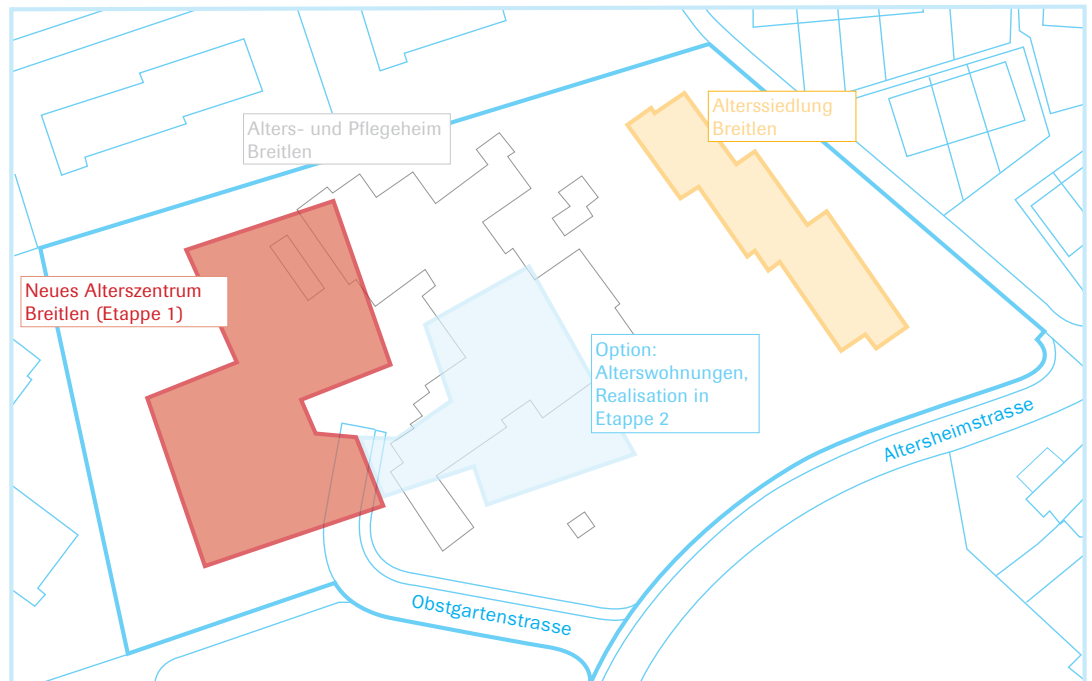 Alters- und Pflegeheim
Breitlen
Alterssiedlung
Breitlen
Neues Alterszentrum
Breitlen (Etappe 1)
Option:
Alterswohnungen,
Realisation in
Etappe 2
Altersheimstrasse
Obstgartenstrasse